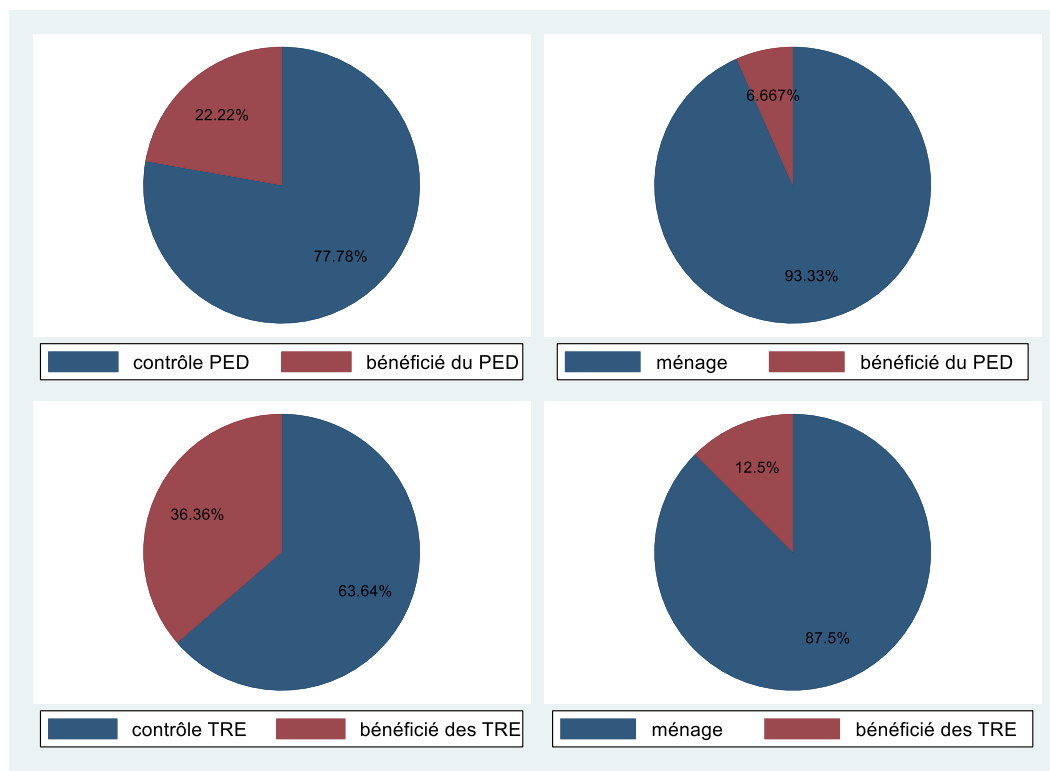 22.22%
77.78%
contrôle PED bénéficié du PED
6.667%
93.33%
ménage bénéficié du PED
36.36%
63.64%
contrôle TRE bénéficié des TRE
12.5%
87.5%
ménage bénéficié des TRE